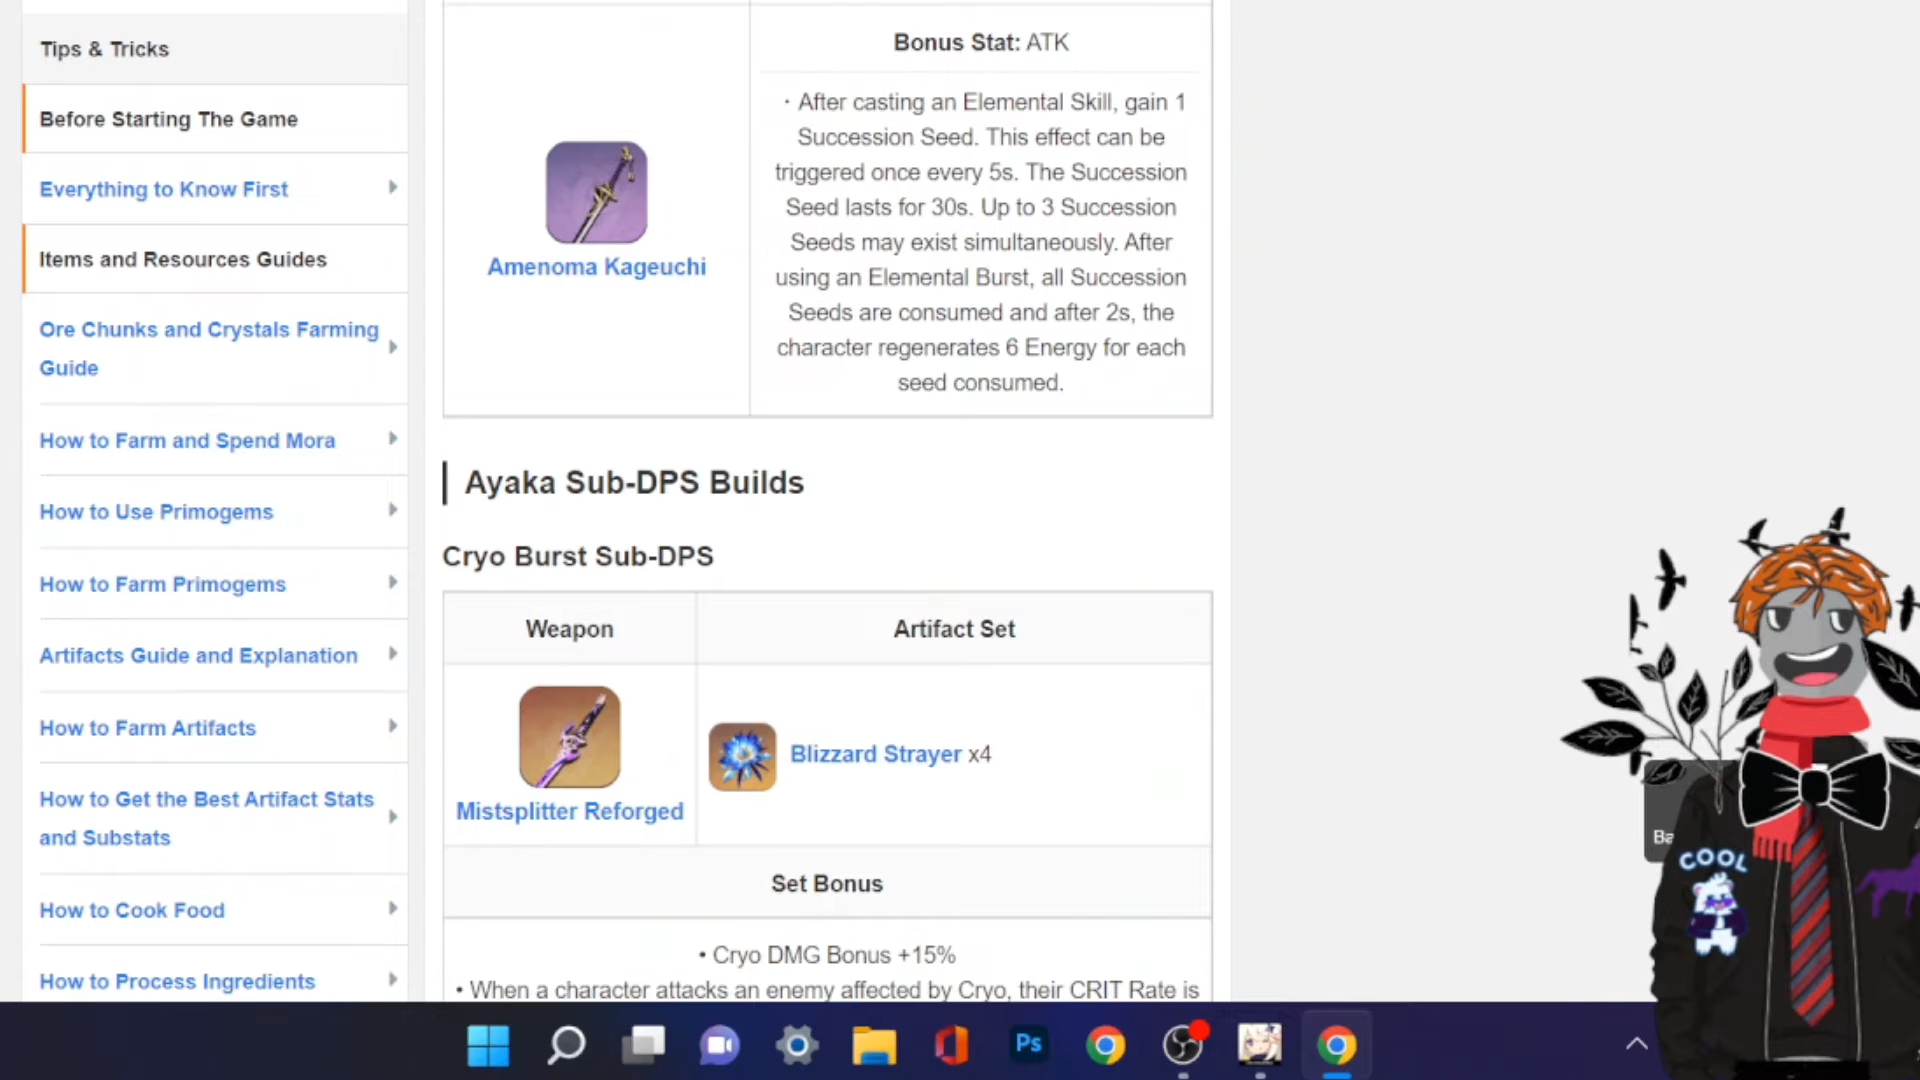 Tips & Tricks
Before Starting The Game
Everything to Know First
Items and Resources Guides
Ore Chunks and Crystals Farming
Guide
How to Farm and Spend Mora
How to Use Primogems
How to Farm Primogems
Artifacts Guide and Explanation
How to Farm Artifacts
How to Get the Best Artifact Stats
and Substats
How to Cook Food
How to Process Ingredients
Amenoma Kageuchi
Bonus Stat: ATK
・After casting an Elemental Skill, gain 1
Succession Seed. This effect can be
triggered once every 5s. The Succession
Seed lasts for 30s. Up to 3 Succession
Seeds may exist simultaneously. After
using an Elemental Burst, all Succession
Seeds are consumed and after 2s, the
character regenerates 6 Energy for each
seed consumed.
Ayaka Sub-DPS Builds
Cryo Burst Sub-DPS
Weapon
Artifact Set
Mistsplitter Reforged
Blizzard Strayer x4
Set Bonus
• Cryo DMG Bonus +15%
• When a character attacks an enemy affected by Cryo, their CRIT Rate is
Ba
COOL
Ps